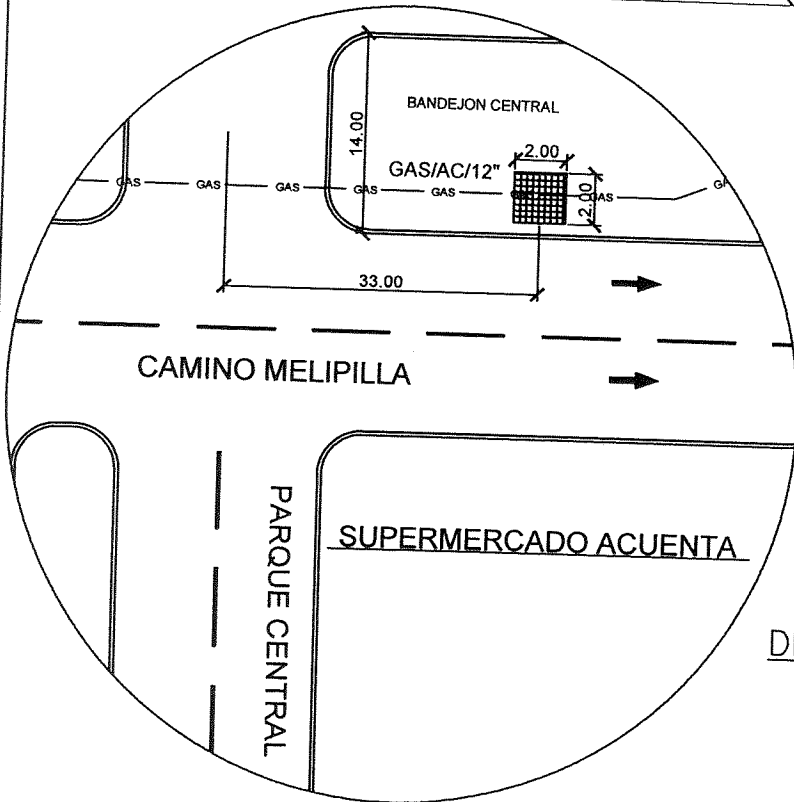 BANDEJON CENTRAL
14.00
GAS/AC/12"
2.00
GAS
GAS
GAS
GAS
GAS
GAS
2.00
33.00
CAMINO MELIPILLA
PARQUE CENTRAL
SUPERMERCADO ACUENTA